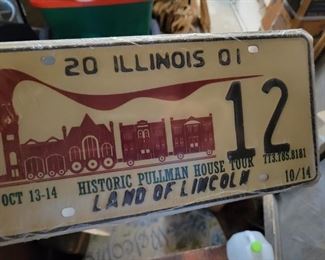 20 ILLINOIS 01
12
OCT 13-14 HISTORIC PULLMAN HOUSE TOUR 773.785.8181
LAND OF LINCOLN 10/14
Welcome